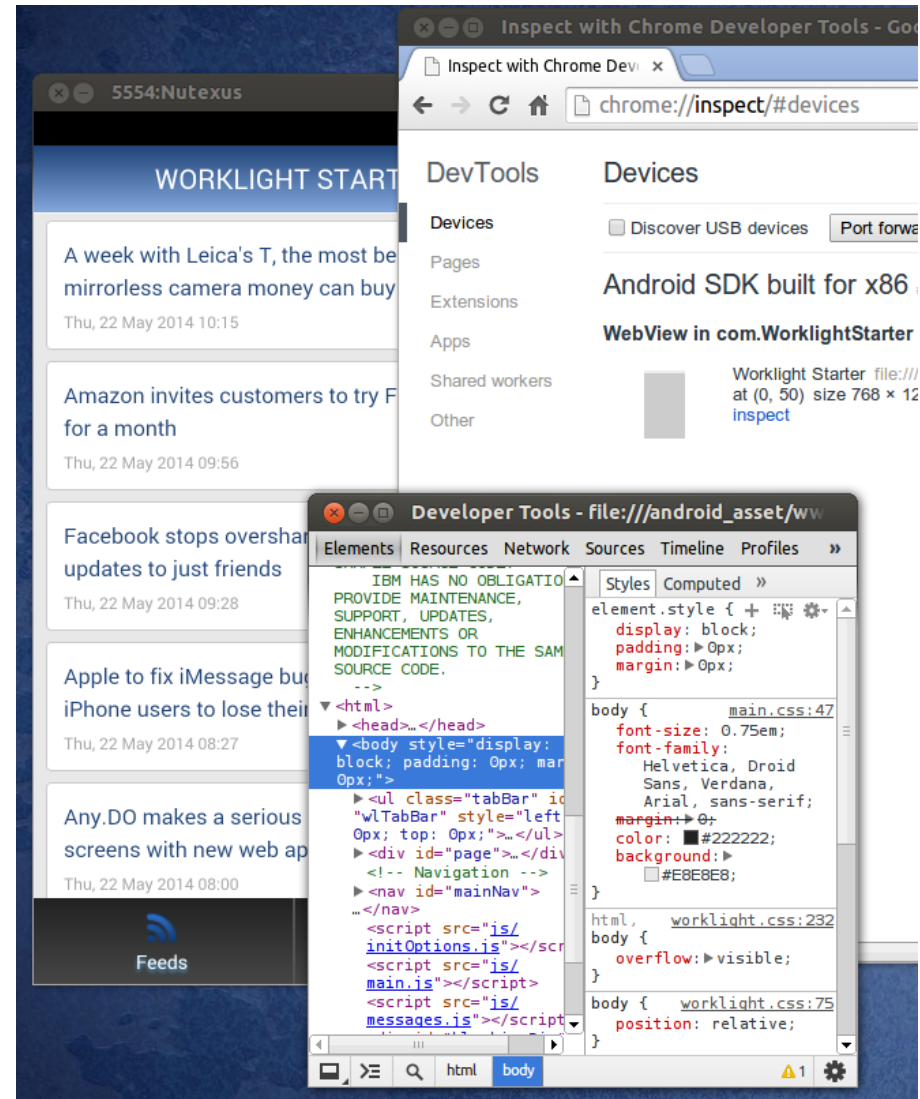 Inspect with Chrome Developer Tools - Goo
Inspect with Chrome Dev
chrome://inspect/#devices
5554:Nutexus
WORKLIGHT START
A week with Leica's T, the most be
mirrorless camera money can buy
Thu, 22 May 2014 10:15
Amazon invites customers to try F
for a month
Thu, 22 May 2014 09:56
Facebook stops overshar
updates to just friends
Thu, 22 May 2014 09:28
Apple to fix iMessage bug
iPhone users to lose their
Thu, 22 May 2014 08:27
Any.DO makes a serious
screens with new web ap
Thu, 22 May 2014 08:00
Feeds
DevTools
Devices
Pages
Extensions
Apps
Shared workers
Other
Devices
Discover USB devices
Port forwa
Android SDK built for x86
WebView in com.WorklightStarter
Worklight Starter file:///
at (0, 50) size 768 × 12
inspect
Developer Tools - file:///android_asset/ww
Elements Resources Network Sources Timeline Profiles »
IBM HAS NO OBLIGATIO
PROVIDE MAINTENANCE,
SUPPORT, UPDATES,
ENHANCEMENTS OR
MODIFICATIONS TO THE SAM
SOURCE CODE.
-->
<html>
<head>…</head>
<body style="display:
block; padding: 0px; mar
0px;">
<ul class="tabBar" id
"wlTabBar" style="left
0px; top: 0px;">…</ul>
<div id="page">…</div
<!-- Navigation -->
<nav id="mainNav">
…</nav>
<script src="js/
initOptions.js"></scr
<script src="js/
main.js"></script>
<script src="js/
messages.js"></script
html body
Styles Computed »
element.style {
display: block;
padding: 0px;
margin: 0px;
}
body { main.css:47
font-size: 0.75em;
font-family:
Helvetica, Droid
Sans, Verdana,
Arial, sans-serif;
margin: 0;
color: #222222;
background:
#E8E8E8;
}
html, worklight.css:232
body {
overflow: visible;
}
body { worklight.css:75
position: relative;
}
1